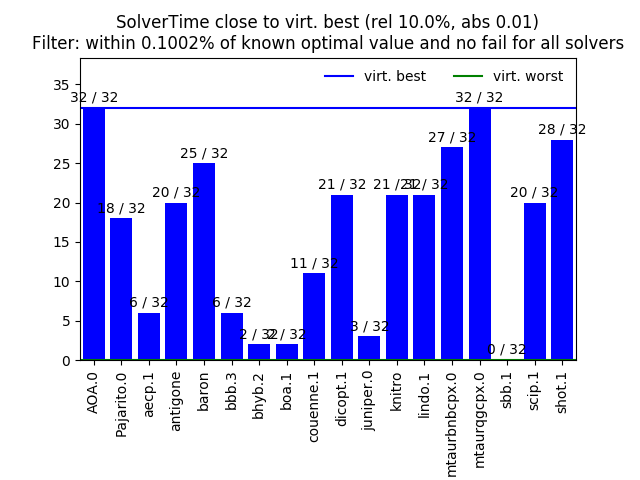 SolverTime close to virt. best (rel 10.0%, abs 0.01)
Filter: within 0.1002% of known optimal value and no fail for all solvers
virt. best
virt. worst
35
30
25
20
15
10
5
0
32 / 32
18 / 32
6 / 32
20 / 32
25 / 32
6 / 32
2 / 32
2 / 32
11 / 32
21 / 32
3 / 32
21 / 32
21 / 32
27 / 32
32 / 32
0 / 32
20 / 32
28 / 32
AOA.0
Pajarito.0
aecp.1
antigone
baron
bbb.3
bhyb.2
boa.1
couenne.1
dicopt.1
juniper.0
knitro
lindo.1
mtaurbnbcpx.0
mtaurqgcpx.0
sbb.1
scip.1
shot.1